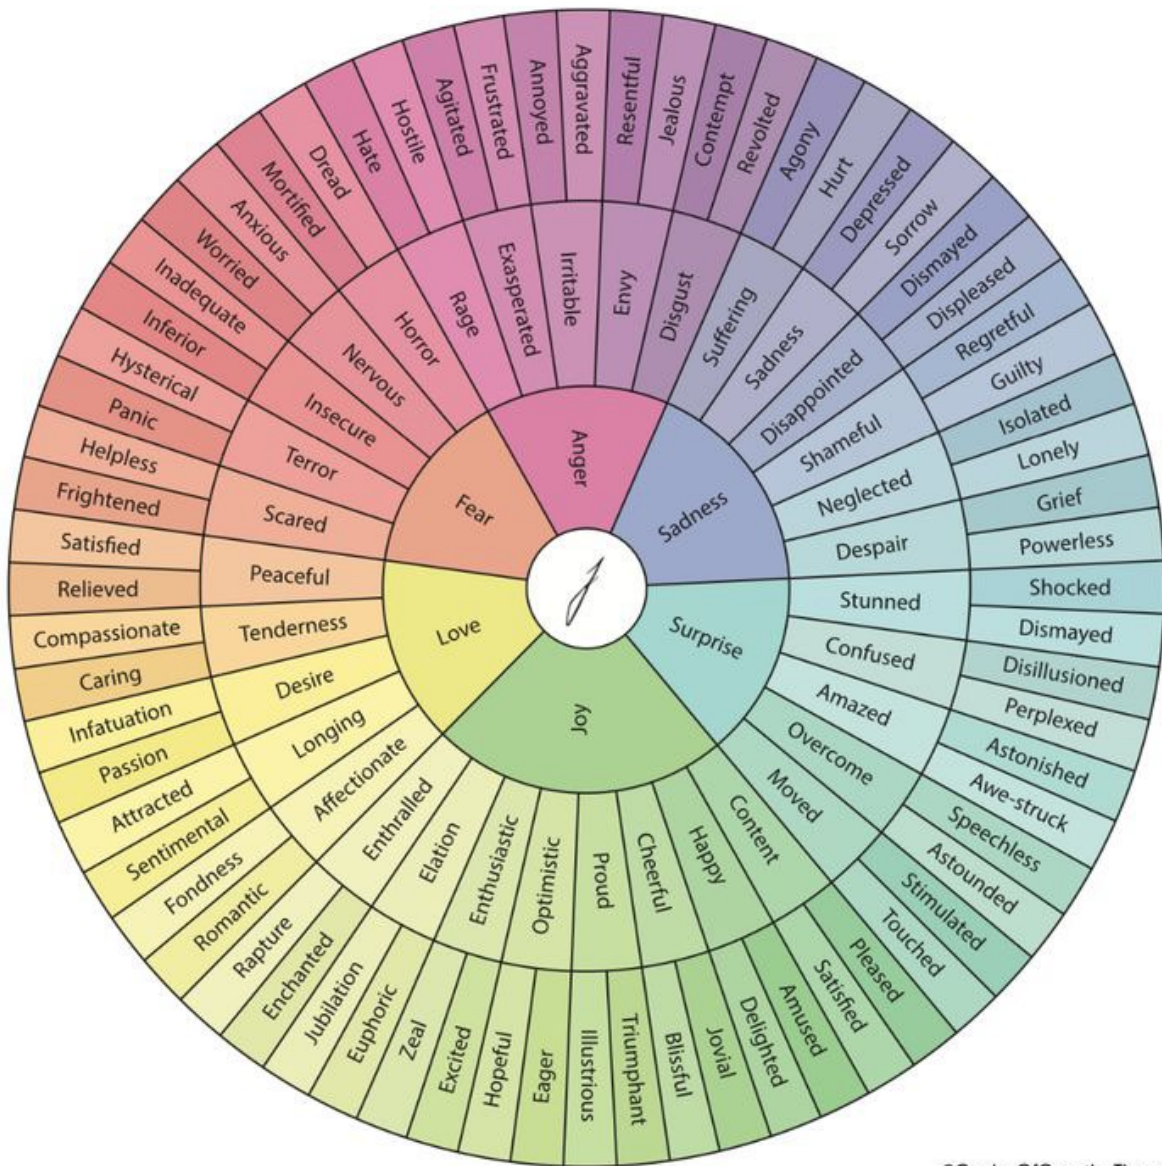 Anger
Sadness
Surprise
Joy
Love
Fear
Rage
Exasperated
Irritable
Envy
Disgust
Suffering
Sadness
Disappointed
Shameful
Neglected
Despair
Stunned
Confused
Amazed
Overcome
Moved
Content
Happy
Cheerful
Proud
Optimistic
Enthusiastic
Elation
Enthralled
Affectionate
Longing
Desire
Tenderness
Peaceful
Scared
Terror
Insecure
Nervous
Horror
Hate
Hostile
Agitated
Frustrated
Annoyed
Aggravated
Resentful
Jealous
Contempt
Revolted
Agony
Hurt
Depressed
Sorrow
Dismayed
Displeased
Regretful
Guilty
Isolated
Lonely
Grief
Powerless
Shocked
Dismayed
Disillusioned
Perplexed
Astonished
Awe-struck
Speechless
Astounded
Stimulated
Touched
Pleased
Satisfied
Amused
Delighted
Jovial
Blissful
Triumphant
Illustrious
Eager
Hopeful
Excited
Zeal
Euphoric
Jubilation
Enchanted
Rapture
Romantic
Fondness
Sentimental
Attracted
Passion
Infatuation
Caring
Compassionate
Relieved
Satisfied
Frightened
Helpless
Panic
Hysterical
Inferior
Inadequate
Worried
Anxious
Mortified
Dread